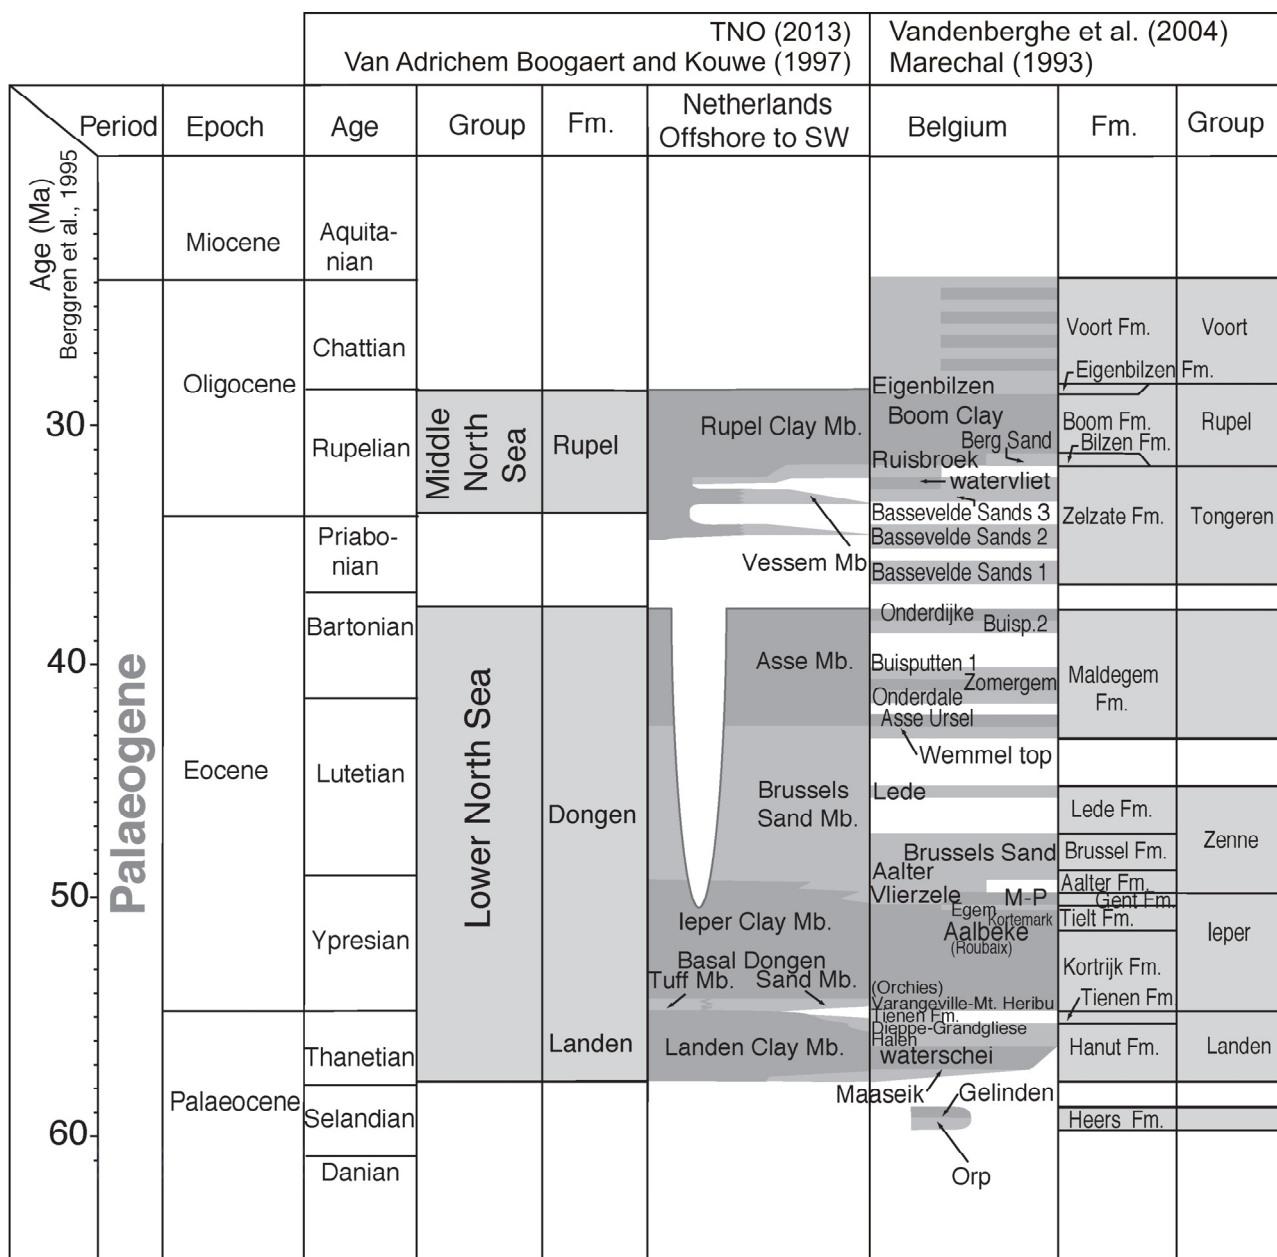 TNO (2013)
Van Adrichem Boogaert and Kouwe (1997)
Vandenberghe et al. (2004)
Marechal (1993)
Period
Epoch
Age
Group
Fm.
Netherlands
Offshore to SW
Belgium
Fm.
Group
Age (Ma)
Berggren et al., 1995
30
40
50
60
Palaeogene
Miocene
Oligocene
Eocene
Palaeocene
Aquita-
nian
Chattian
Rupelian
Priabo-
nian
Bartonian
Lutetian
Ypresian
Thanetian
Selandian
Danian
Middle
North
Sea
Lower North Sea
Rupel
Dongen
Landen
Rupel Clay Mb.
Vessem Mb
Asse Mb.
Brussels
Sand Mb.
Ieper Clay Mb.
Basal Dongen
Tuff Mb.
Sand Mb.
Landen Clay Mb.
Eigenbilzen
Boom Clay
Berg Sand
Ruisbroek
watervliet
Bassevelde Sands 3
Bassevelde Sands 2
Bassevelde Sands 1
Onderdijke
Buisp.2
Buisputten 1
Zomergem
Onderdale
Asse Ursel
Wemmel top
Lede
Brussels Sand
Aalter
Vlierzele
M-P
Egem
Kortemark
Aalbeke
(Roubaix)
(Orchies)
Varangeville-Mt. Heribu
Tienen Fm.
Dieppe-Grandgliese
Halen
waterschei
Maaseik
Gelinden
Orp
Voort Fm.
Eigenbilzen Fm.
Boom Fm.
Bilzen Fm.
Zelzate Fm.
Maldegem
Fm.
Lede Fm.
Brussel Fm.
Aalter Fm.
Gent Fm.
Tielt Fm.
Kortrijk Fm.
Tienen Fm.
Hanut Fm.
Heers Fm.
Voort
Rupel
Tongeren
Zenne
Ieper
Landen